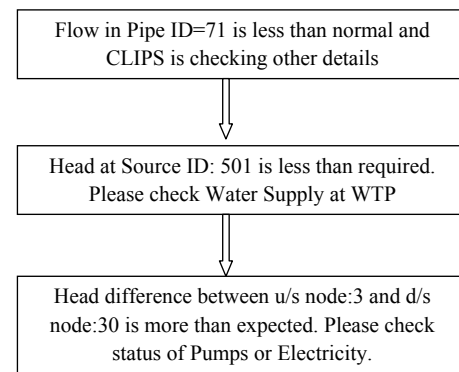 Flow in Pipe ID=71 is less than normal and
CLIPS is checking other details
Head at Source ID: 501 is less than required.
Please check Water Supply at WTP
Head difference between u/s node:3 and d/s
node:30 is more than expected. Please check
status of Pumps or Electricity.